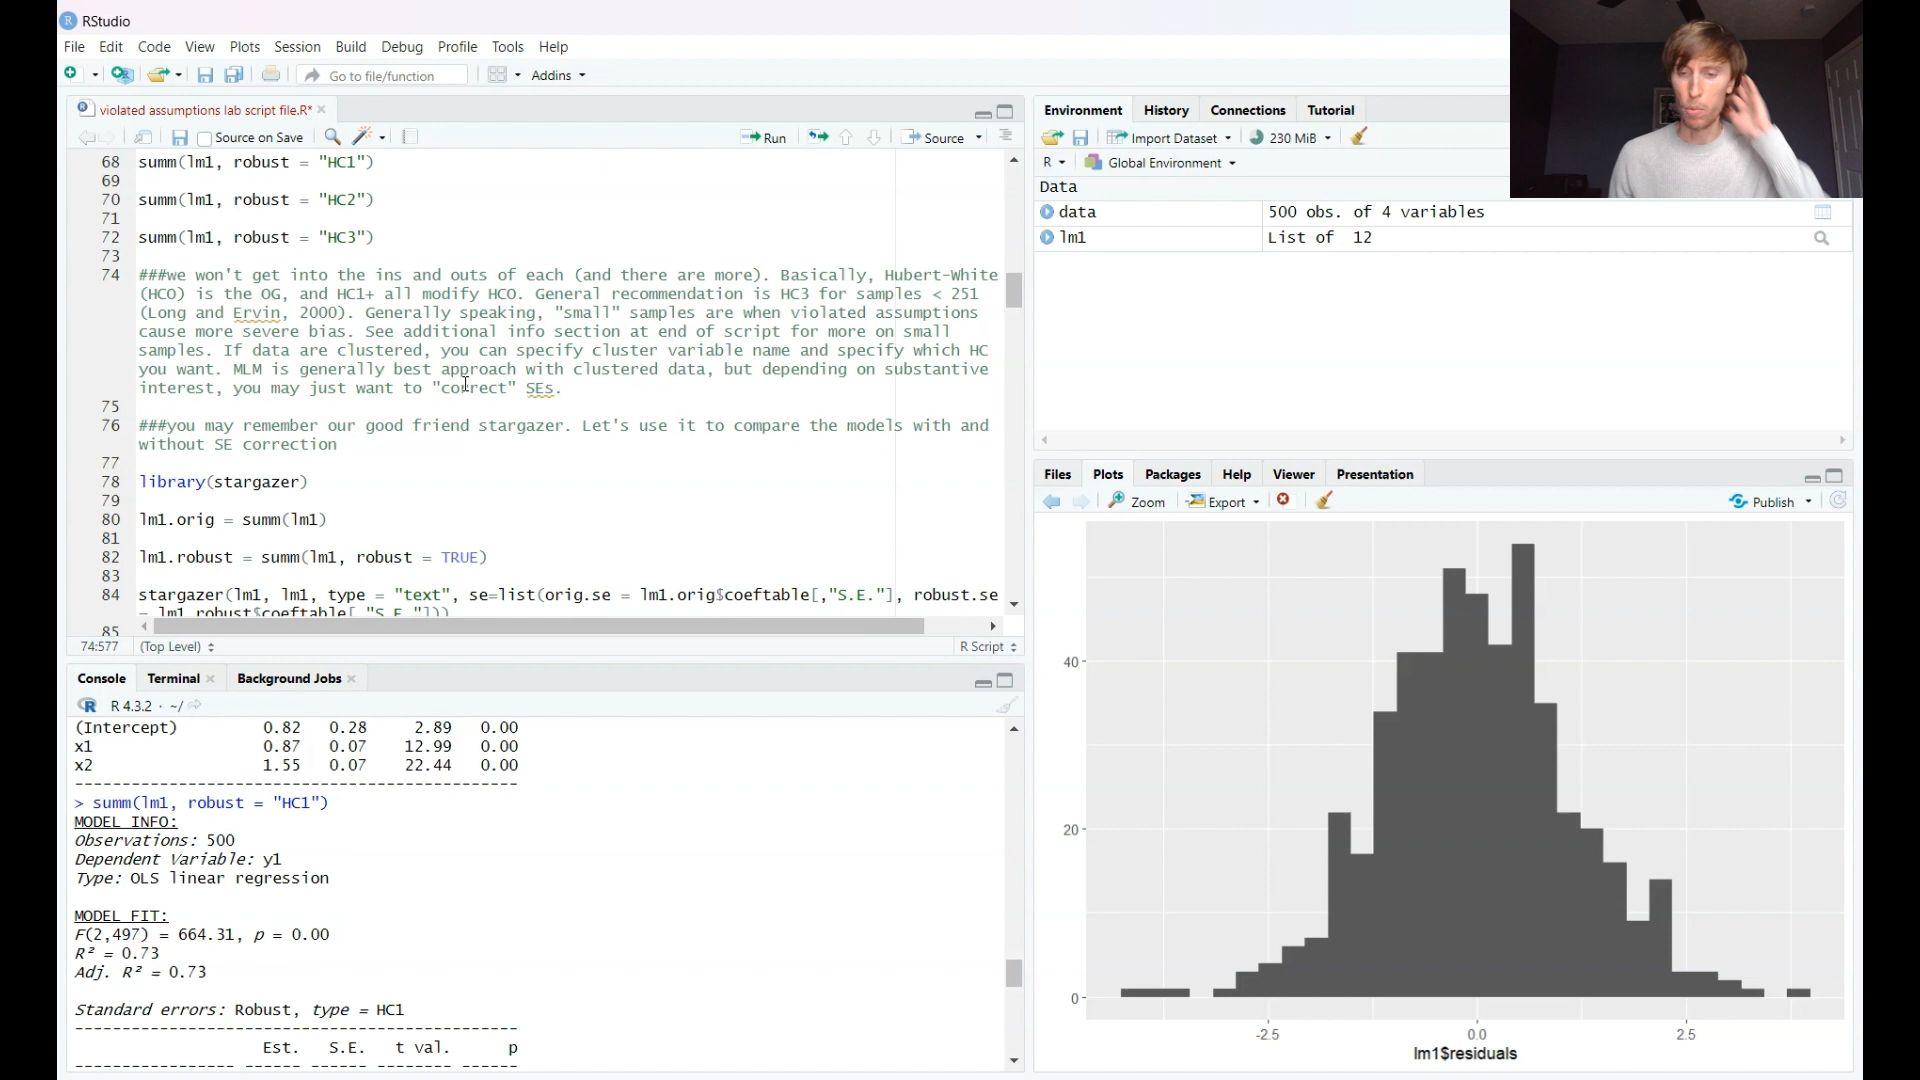 RStudio
File Edit Code View Plots Session Build Debug Profile Tools Help
Go to file/function Addins
violated assumptions lab script file.R*
Source on Save Run Source
68 summ(lm1, robust = "HC1")
69
70 summ(lm1, robust = "HC2")
71
72 summ(lm1, robust = "HC3")
73
74 ###we won't get into the ins and outs of each (and there are more). Basically, Hubert-White
(HC0) is the OG, and HC1+ all modify HC0. General recommendation is HC3 for samples < 251
(Long and Ervin, 2000). Generally speaking, "small" samples are when violated assumptions
cause more severe bias. See additional info section at end of script for more on small
samples. If data are clustered, you can specify cluster variable name and specify which HC
you want. MLM is generally best approach with clustered data, but depending on substantive
interest, you may just want to "correct" SEs.
75
76 ###you may remember our good friend stargazer. Let's use it to compare the models with and
without SE correction
77
78 library(stargazer)
79
80 lm1.orig = summ(lm1)
81
82 lm1.robust = summ(lm1, robust = TRUE)
83
84 stargazer(lm1, lm1, type = "text", se=list(orig.se = lm1.orig$coeftable[,"S.E."], robust.se
= lm1.robust$coeftable[,"S.E."]))
85
74:577 (Top Level) R Script
Console Terminal Background Jobs
R 4.3.2 · ~/
(Intercept) 0.82 0.28 2.89 0.00
x1 0.87 0.07 12.99 0.00
x2 1.55 0.07 22.44 0.00
-----------------------------------------------
> summ(lm1, robust = "HC1")
MODEL INFO:
Observations: 500
Dependent Variable: y1
Type: OLS linear regression
MODEL FIT:
F(2,497) = 664.31, p = 0.00
R² = 0.73
Adj. R² = 0.73
Standard errors: Robust, type = HC1
-----------------------------------------------
Est. S.E. t val. p
----------------- ------ ------ -------- ------
Environment History Connections Tutorial
Import Dataset 230 MiB
R Global Environment
Data
data 500 obs. of 4 variables
lm1 List of 12
Files Plots Packages Help Viewer Presentation
Zoom Export Publish
40
20
0
-2.5 0.0 2.5
lm1$residuals